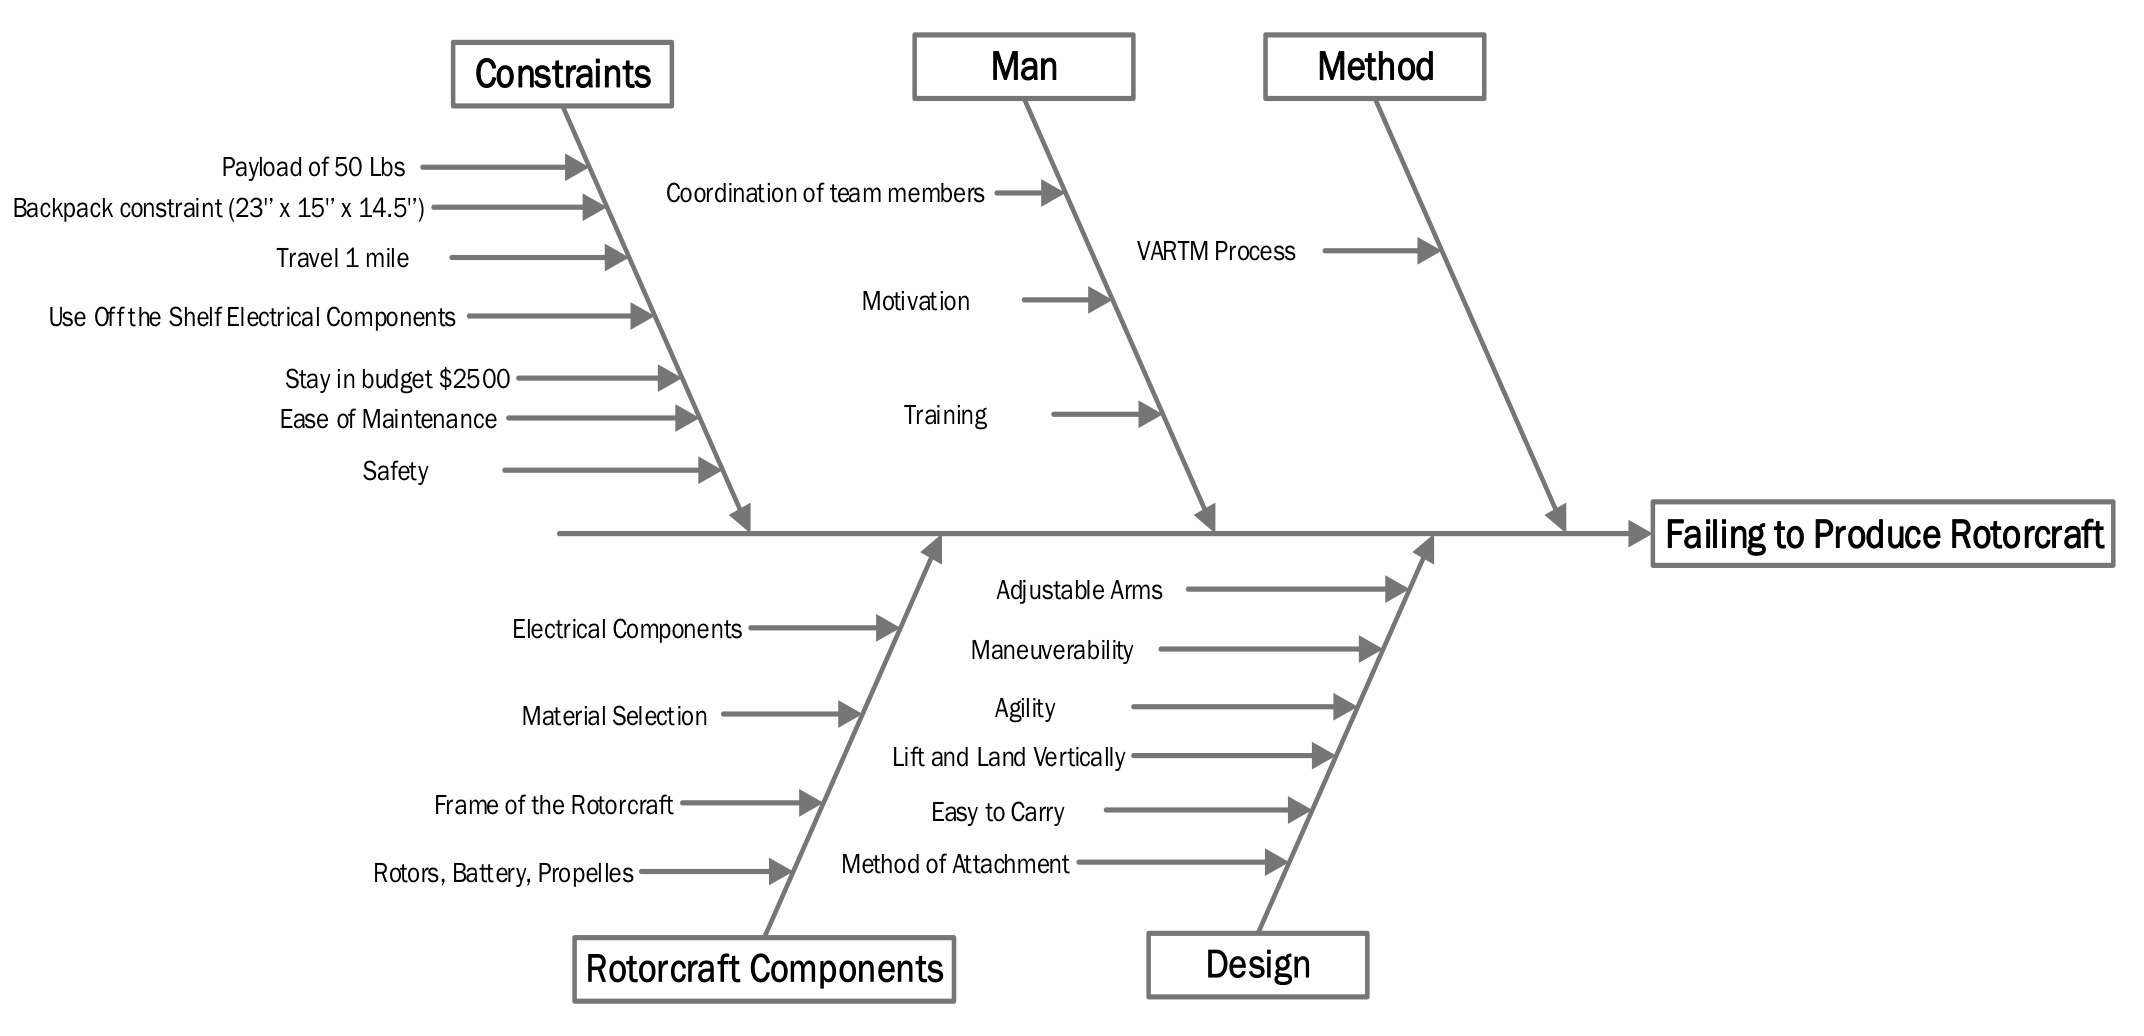 Constraints
Man
Method
Payload of 50 Lbs
Backpack constraint (23" x 15" x 14.5")
Travel 1 mile
Use Off the Shelf Electrical Components
Stay in budget $2500
Ease of Maintenance
Safety
Coordination of team members
Motivation
Training
VARTM Process
Failing to Produce Rotorcraft
Electrical Components
Material Selection
Frame of the Rotorcraft
Rotors, Battery, Propelles
Adjustable Arms
Maneuverability
Agility
Lift and Land Vertically
Easy to Carry
Method of Attachment
Rotorcraft Components
Design